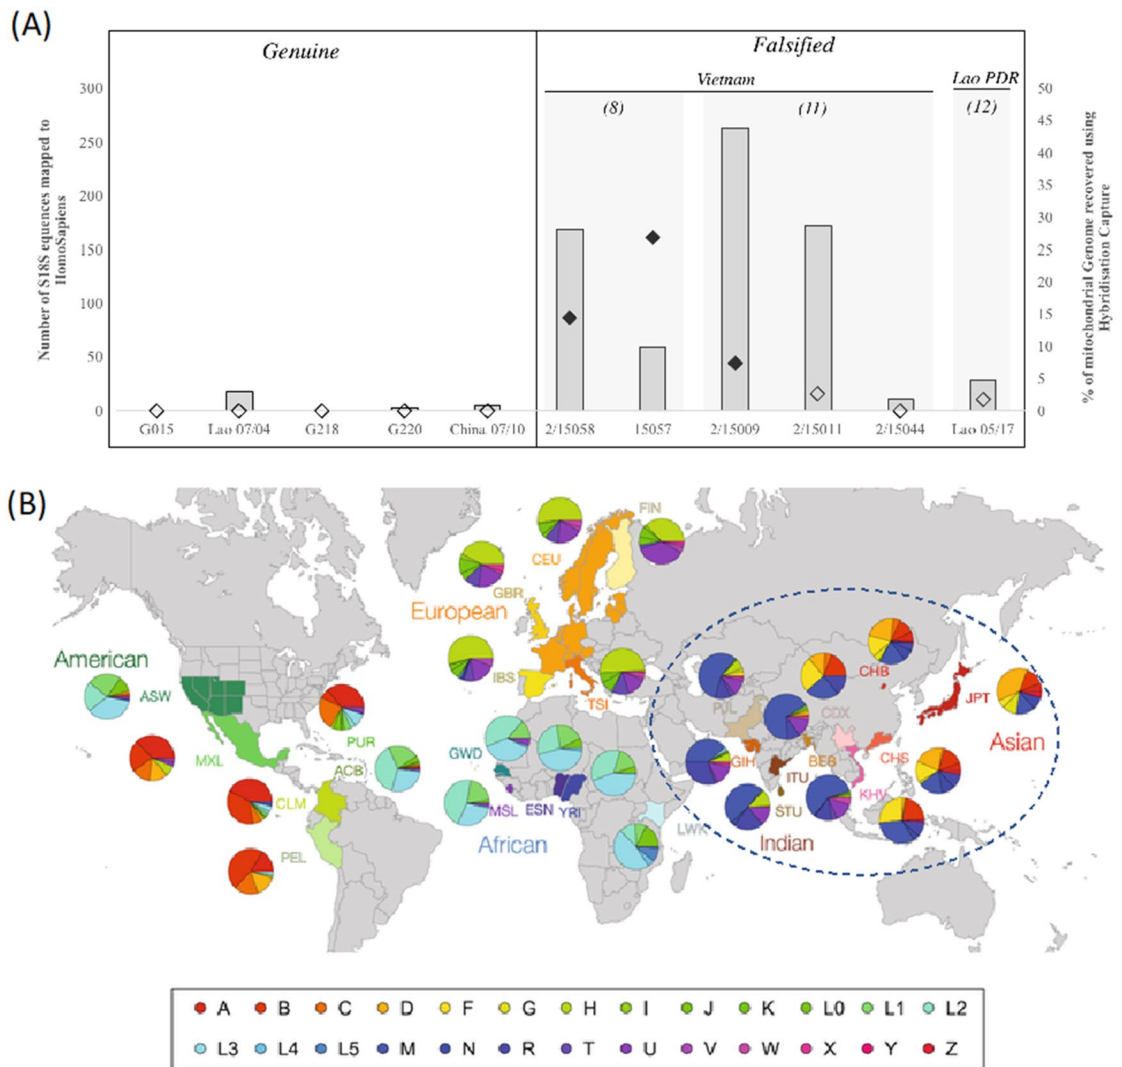 (A)
Genuine
Falsified
Vietnam
Lao PDR
(8)
(11)
(12)
Number of S18S equences mapped to
HomoSapiens
300
250
200
150
100
50
0
50
45
40
35
30
25
20
15
10
5
0
% of mitochondrial Genome recovered using
Hybridisation Capture
G015
Lao 07/04
G218
G220
China 07/10
2/15058
15057
2/15009
2/15011
2/15044
Lao 05/17
(B)
FIN
CEU
GBR
European
IBS
TSI
American
ASW
MXL
PUR
ACB
CLM
PEL
GWD
MSL
ESN
YRI
LWK
African
PJL
GIH
BEB
ITU
STU
Indian
CDX
CHB
JPT
CHS
KHV
Asian
A B C D F G H I J K L0 L1 L2
L3 L4 L5 M N R T U V W X Y Z